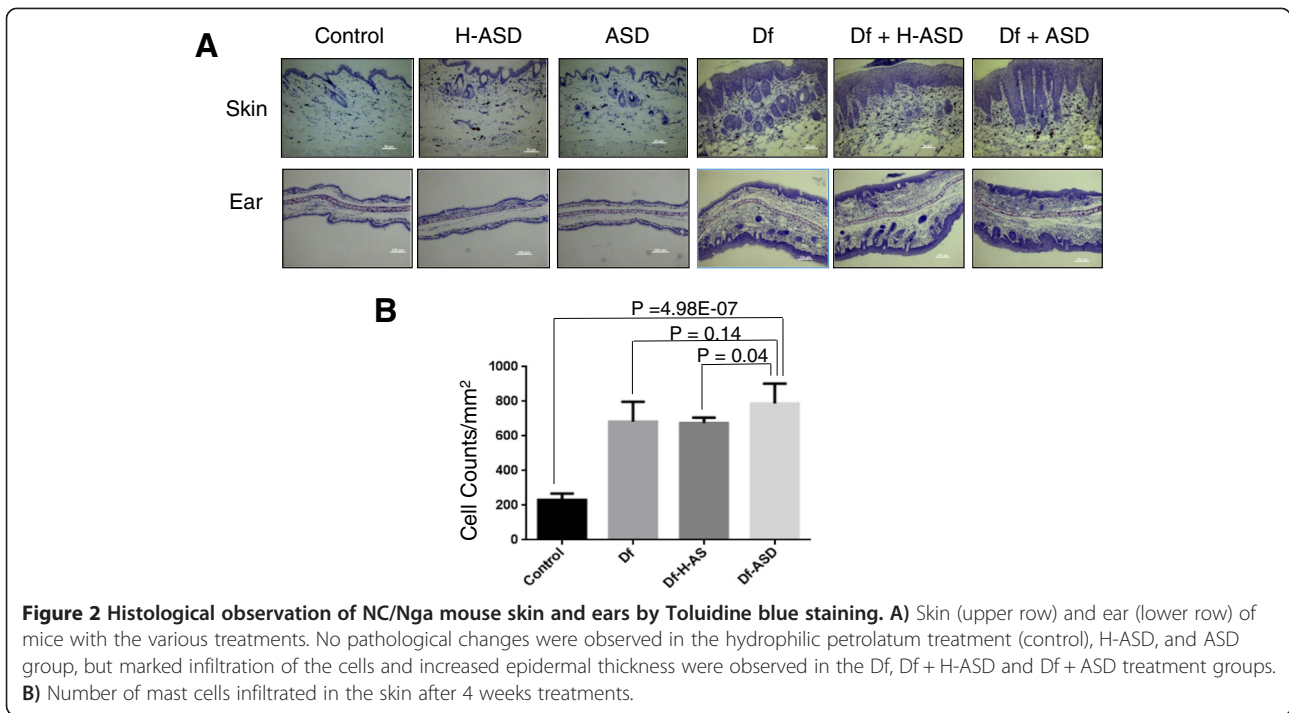 A
Control H-ASD ASD Df Df + H-ASD Df + ASD
Skin
Ear
B
P =4.98E-07
P = 0.14
P = 0.04
Cell Counts/mm²
1000
800
600
400
200
0
Control Df Df-H-AS Df-ASD
Figure 2 Histological observation of NC/Nga mouse skin and ears by Toluidine blue staining. A) Skin (upper row) and ear (lower row) of
mice with the various treatments. No pathological changes were observed in the hydrophilic petrolatum treatment (control), H-ASD, and ASD
group, but marked infiltration of the cells and increased epidermal thickness were observed in the Df, Df + H-ASD and Df + ASD treatment groups.
B) Number of mast cells infiltrated in the skin after 4 weeks treatments.